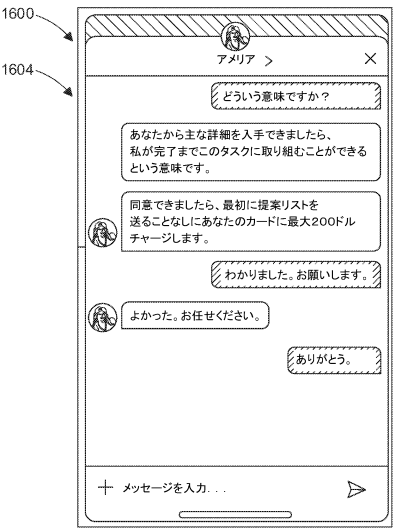 1600
1604
アメリア >
どういう意味ですか？
あなたから主な詳細を入手できましたら、
私が完了までこのタスクに取り組むことができる
という意味です。
同意できましたら、最初に提案リストを
送ることなしにあなたのカードに最大200ドル
チャージします。
わかりました。お願いします。
よかった。お任せください。
ありがとう。
メッセージを入力...